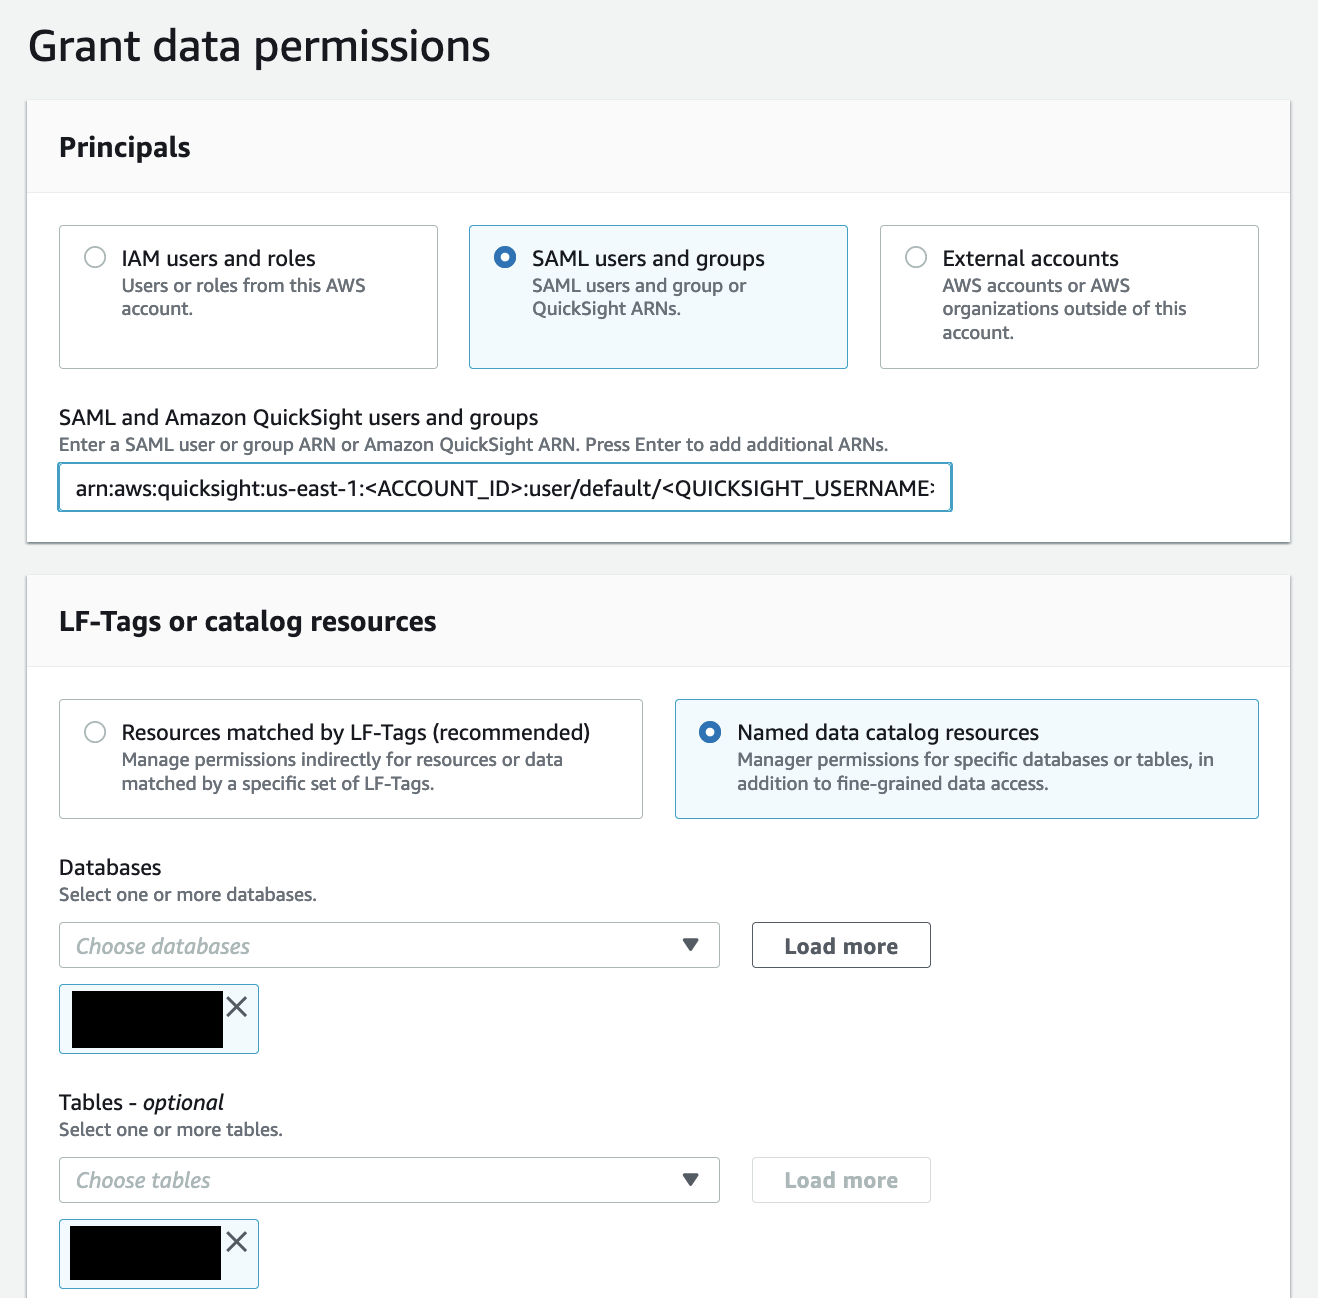 Grant data permissions
Principals
IAM users and roles
Users or roles from this AWS
account.
SAML users and groups
SAML users and group or
QuickSight ARNs.
External accounts
AWS accounts or AWS
organizations outside of this
account.
SAML and Amazon QuickSight users and groups
Enter a SAML user or group ARN or Amazon QuickSight ARN. Press Enter to add additional ARNs.
arn:aws:quicksight:us-east-1:<ACCOUNT_ID>:user/default/<QUICKSIGHT_USERNAME>
LF-Tags or catalog resources
Resources matched by LF-Tags (recommended)
Manage permissions indirectly for resources or data
matched by a specific set of LF-Tags.
Named data catalog resources
Manager permissions for specific databases or tables, in
addition to fine-grained data access.
Databases
Select one or more databases.
Choose databases
Load more
Tables - optional
Select one or more tables.
Choose tables
Load more